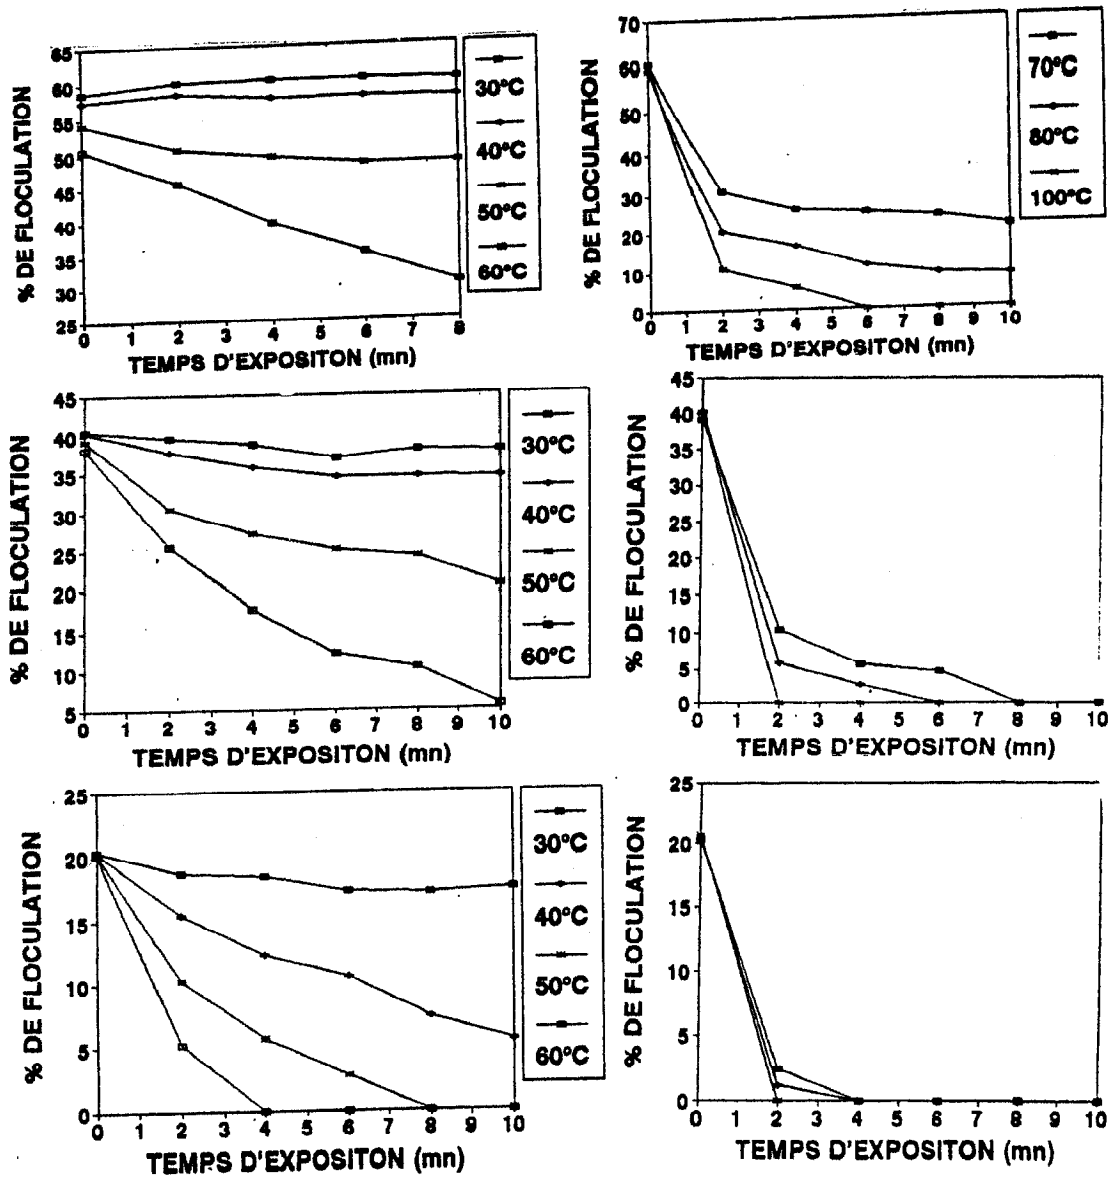 % DE FLOCULATION
65
60
55
50
45
40
35
30
25
0 1 2 3 4 5 6 7 8
TEMPS D'EXPOSITON (mn)
30°C
40°C
50°C
60°C
% DE FLOCULATION
70
60
50
40
30
20
10
0
0 1 2 3 4 5 6 7 8 9 10
TEMPS D'EXPOSITON (mn)
70°C
80°C
100°C
% DE FLOCULATION
45
40
35
30
25
20
15
10
5
0 1 2 3 4 5 6 7 8 9 10
TEMPS D'EXPOSITON (mn)
30°C
40°C
50°C
60°C
% DE FLOCULATION
45
40
35
30
25
20
15
10
5
0
0 1 2 3 4 5 6 7 8 9 10
TEMPS D'EXPOSITON (mn)
% DE FLOCULATION
25
20
15
10
5
0
0 1 2 3 4 5 6 7 8 9 10
TEMPS D'EXPOSITON (mn)
30°C
40°C
50°C
60°C
% DE FLOCULATION
25
20
15
10
5
0
0 1 2 3 4 5 6 7 8 9 10
TEMPS D'EXPOSITON (mn)